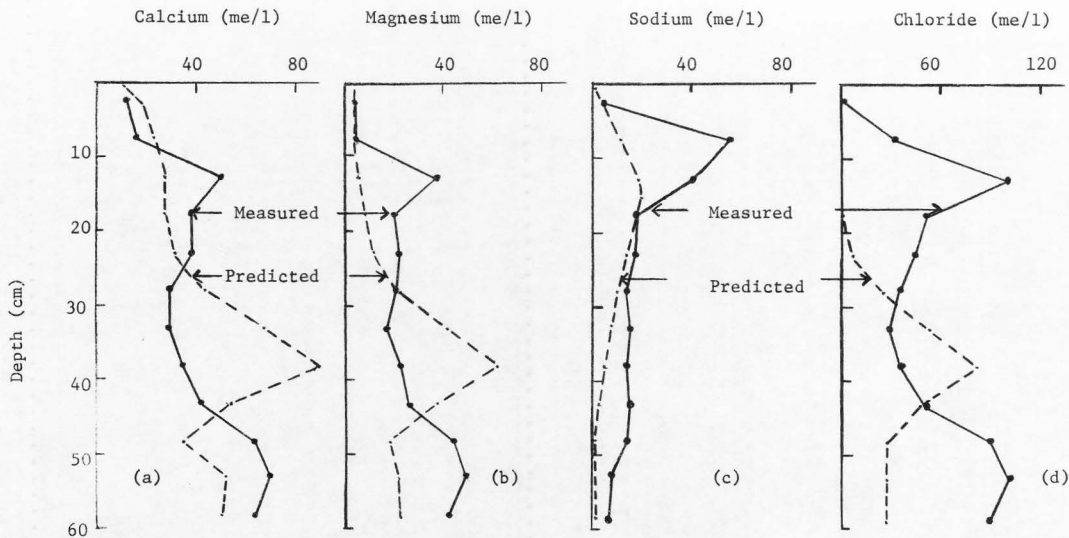 Calcium (me/l) Magnesium (me/l) Sodium (me/l) Chloride (me/l)
40 80 40 80 40 80 60 120
10
20
30
40
50
60
Depth (cm)
Measured Measured
Predicted Predicted
(a) (b) (c) (d)